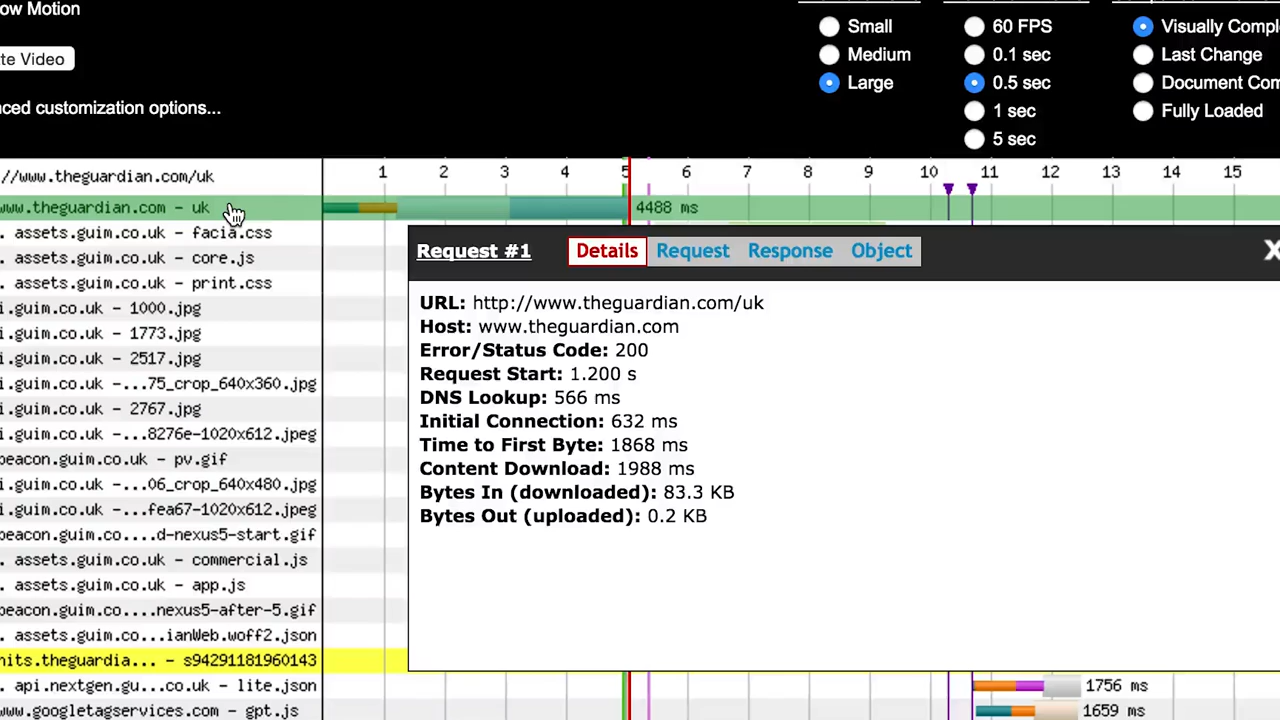 ow Motion
Small
60 FPS
Visually Compl
Medium
0.1 sec
Last Change
te Video
Large
0.5 sec
Document Com
nced customization options...
1 sec
Fully Loaded
5 sec
//www.theguardian.com/uk
1 2 3 4 5 6 7 8 9 10 11 12 13 14 15
www.theguardian.com - uk
4488 ms
. assets.guim.co.uk - facia.css
. assets.guim.co.uk - core.js
. assets.guim.co.uk - print.css
i.guim.co.uk - 1000.jpg
i.guim.co.uk - 1773.jpg
i.guim.co.uk - 2517.jpg
i.guim.co.uk -...75_crop_640x360.jpg
i.guim.co.uk - 2767.jpg
i.guim.co.uk -...8276e-1020x612.jpeg
beacon.guim.co.uk - pv.gif
i.guim.co.uk -...06_crop_640x480.jpg
i.guim.co.uk -...fea67-1020x612.jpeg
beacon.guim.co....d-nexus5-start.gif
. assets.guim.co.uk - commercial.js
. assets.guim.co.uk - app.js
beacon.guim.co....nexus5-after-5.gif
. assets.guim.co...ianWeb.woff2.json
hits.theguardia... - s94291181960143
. api.nextgen.gu...o.uk - lite.json
1756 ms
www.googletagservices.com - gpt.js
1659 ms
Request #1
Details Request Response Object
X
URL: http://www.theguardian.com/uk
Host: www.theguardian.com
Error/Status Code: 200
Request Start: 1.200 s
DNS Lookup: 566 ms
Initial Connection: 632 ms
Time to First Byte: 1868 ms
Content Download: 1988 ms
Bytes In (downloaded): 83.3 KB
Bytes Out (uploaded): 0.2 KB